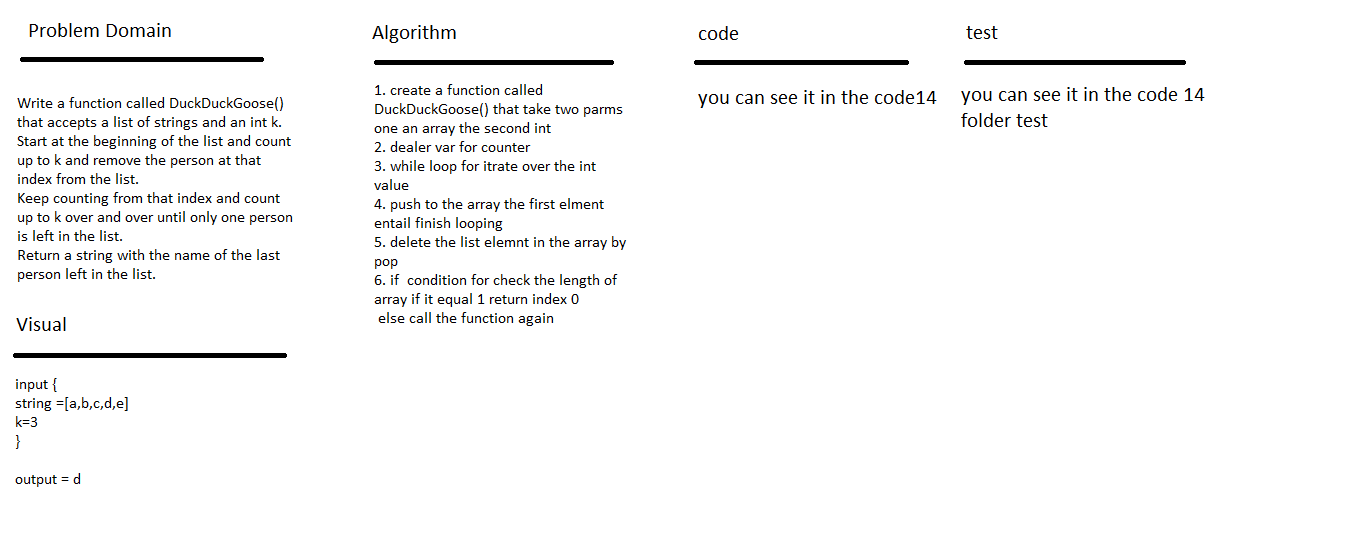 Problem Domain
Write a function called DuckDuckGoose()
that accepts a list of strings and an int k.
Start at the beginning of the list and count
up to k and remove the person at that
index from the list.
Keep counting from that index and count
up to k over and over until only one person
is left in the list.
Return a string with the name of the last
person left in the list.
Visual
input {
string =[a,b,c,d,e]
k=3
}
output = d
Algorithm
1. create a function called
DuckDuckGoose() that take two parms
one an array the second int
2. dealer var for counter
3. while loop for itrate over the int
value
4. push to the array the first elment
entail finish looping
5. delete the list elemnt in the array by
pop
6. if  condition for check the length of
array if it equal 1 return index 0
else call the function again
code
you can see it in the code14
test
you can see it in the code 14
folder test